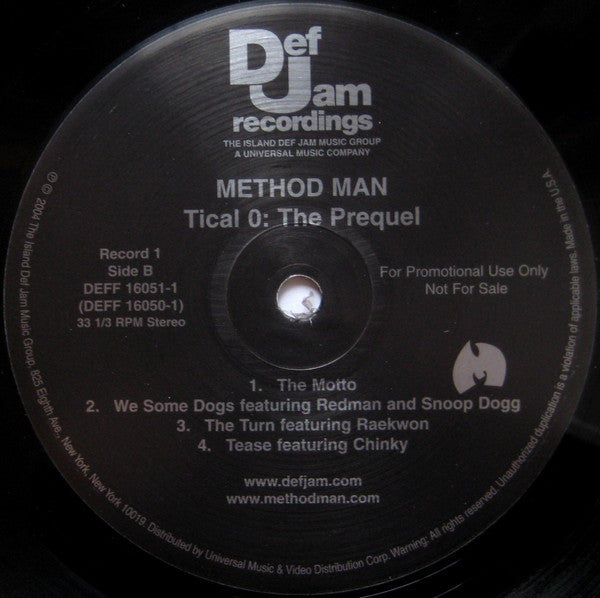 Def
Jam
recordings
THE ISLAND DEF JAM MUSIC GROUP
A UNIVERSAL MUSIC COMPANY
METHOD MAN
Tical 0: The Prequel
Record 1
Side B
DEFF 16051-1
(DEFF 16050-1)
33 1/3 RPM Stereo
For Promotional Use Only
Not For Sale
1. The Motto
2. We Some Dogs featuring Redman and Snoop Dogg
3. The Turn featuring Raekwon
4. Tease featuring Chinky
www.defjam.com
www.methodman.com
℗ © 2004 The Island Def Jam Music Group, 825 Eighth Ave., New York, New York 10019. Distributed by Universal Music & Video Distribution Corp. Warning: All rights reserved. Unauthorized duplication is a violation of applicable laws. Made in the U.S.A.